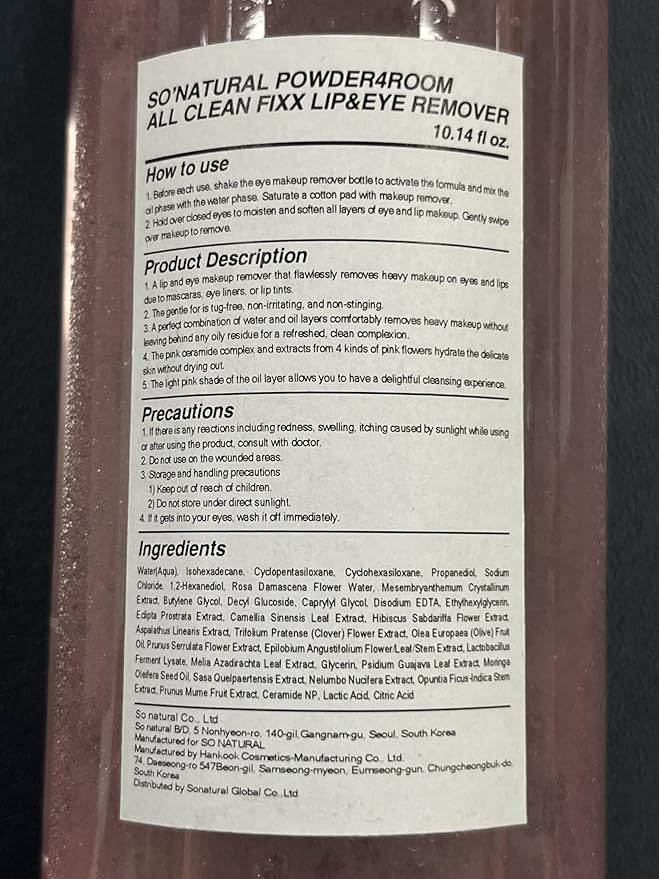 SO'NATURAL POWDER4ROOM
ALL CLEAN FIXX LIP&EYE REMOVER
10.14 fl oz.
How to use
1. Before each use, shake the eye makeup remover bottle to activate the formula and mix the
oil phase with the water phase. Saturate a cotton pad with makeup remover.
2. Hold over closed eyes to moisten and soften all layers of eye and lip makeup. Gently swipe
over makeup to remove.
Product Description
1. A lip and eye makeup remover that flawlessly removes heavy makeup on eyes and lips
due to mascaras, eye liners, or lip tints.
2. The gentle for is tug-free, non-irritating, and non-stinging.
3. A perfect combination of water and oil layers comfortably removes heavy makeup without
leaving behind any oily residue for a refreshed, clean complexion.
4. The pink ceramide complex and extracts from 4 kinds of pink flowers hydrate the delicate
skin without drying out.
5. The light pink shade of the oil layer allows you to have a delightful cleansing experience.
Precautions
1. If there is any reactions including redness, swelling, itching caused by sunlight while using
or after using the product, consult with doctor.
2. Do not use on the wounded areas.
3. Storage and handling precautions
1) Keep out of reach of children.
2) Do not store under direct sunlight.
4. If it gets into your eyes, wash it off immediately.
Ingredients
Water(Aqua), Isohexadecane, Cyclopentasiloxane, Cyclohexasiloxane, Propanediol, Sodium
Chloride, 1,2-Hexanediol, Rosa Damascena Flower Water, Mesembryanthemum Crystallinum
Extract, Butylene Glycol, Decyl Glucoside, Caprylyl Glycol, Disodium EDTA, Ethylhexylglycerin,
Eclipta Prostrata Extract, Camellia Sinensis Leaf Extract, Hibiscus Sabdariffa Flower Extract,
Aspalathus Linearis Extract, Trifolium Pratense (Clover) Flower Extract, Olea Europaea (Olive) Fruit
Oil, Prunus Serrulata Flower Extract, Epilobium Angustifolium Flower/Leaf/Stem Extract, Lactobacillus
Ferment Lysate, Melia Azadirachta Leaf Extract, Glycerin, Psidium Guajava Leaf Extract, Moringa
Oleifera Seed Oil, Sasa Quelpaertensis Extract, Nelumbo Nucifera Extract, Opuntia Ficus-Indica Stem
Extract, Prunus Mume Fruit Extract, Ceramide NP, Lactic Acid, Citric Acid
So natural Co., Ltd
So natural B/D, 5 Nonhyeon-ro, 140-gil, Gangnam-gu, Seoul, South Korea
Manufactured for SO NATURAL
Manufactured by Hankook Cosmetics-Manufacturing Co., Ltd.
74, Daeseong-ro 547Beon-gil, Samseong-myeon, Eumseong-gun, Chungcheongbuk-do,
South Korea
Distributed by Sonatural Global Co.,Ltd